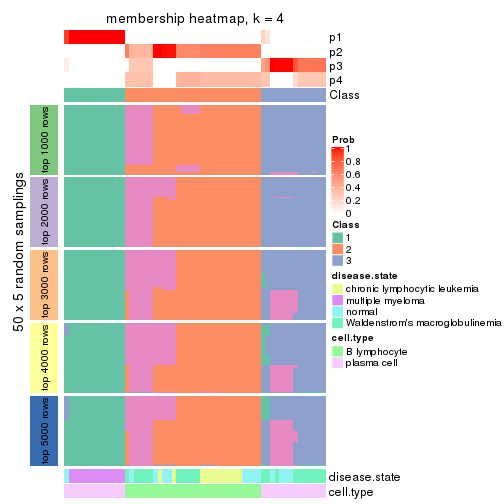 membership heatmap, k = 4
p1
p2
p3
p4
Class
50 x 5 random samplings
top 1000 rows
top 2000 rows
top 3000 rows
top 4000 rows
top 5000 rows
disease.state
cell.type
Prob
1
0.8
0.6
0.4
0.2
0
Class
1
2
3
disease.state
chronic lymphocytic leukemia
multiple myeloma
normal
Waldenstrom's macroglobulinemia
cell.type
B lymphocyte
plasma cell